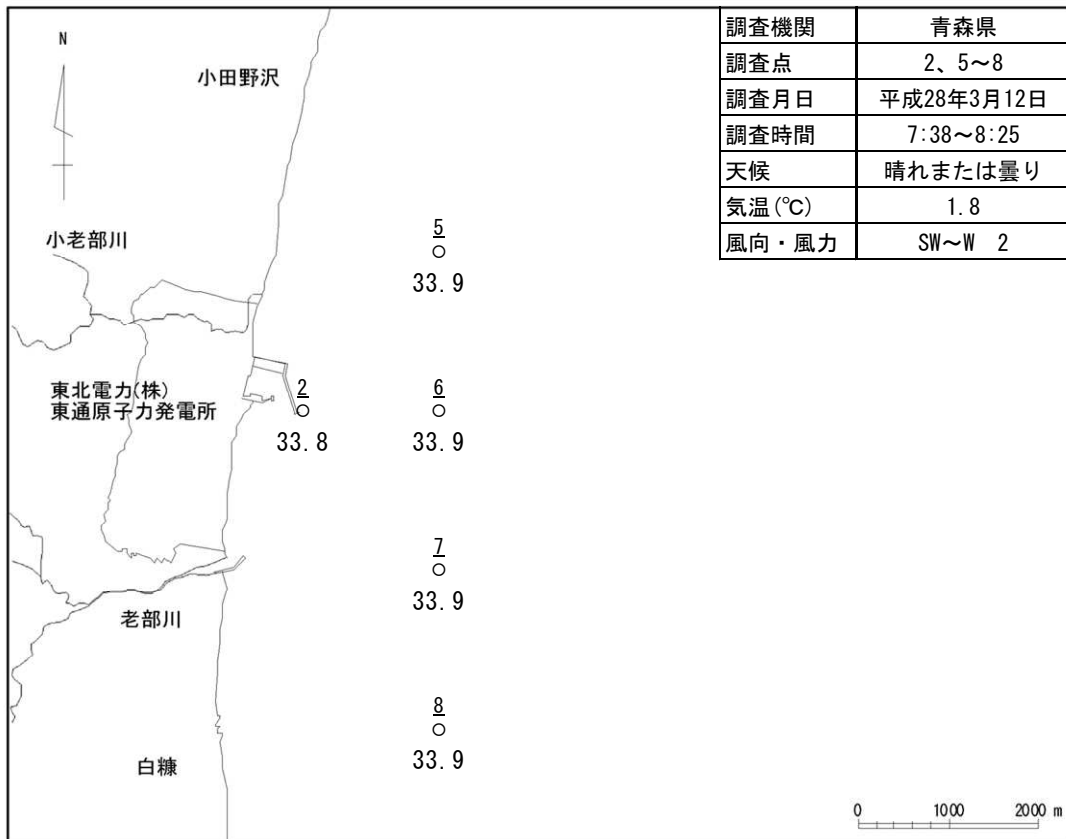 調査機関 青森県
調査点 2、5～8
調査月日 平成28年3月12日
調査時間 7:38～8:25
天候 晴れまたは曇り
気温(℃) 1.8
風向・風力 SW～W 2
N
小田野沢
小老部川
5
33.9
東北電力(株)
東通原子力発電所
2
33.8
6
33.9
7
33.9
老部川
8
33.9
白糠
0 1000 2000 m